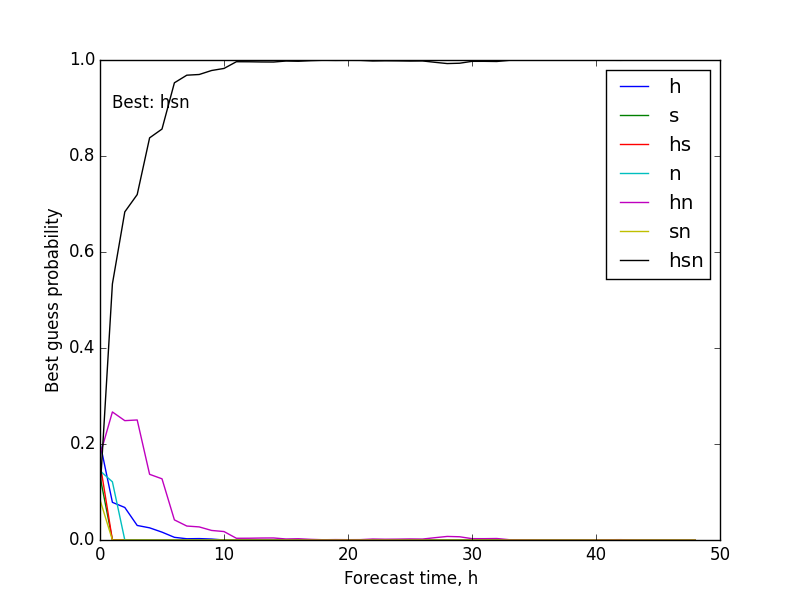 1.0
Best: hsn
0.8
0.6
0.4
0.2
0.0
Best guess probability
0
10
20
30
40
50
Forecast time, h
h
s
hs
n
hn
sn
hsn